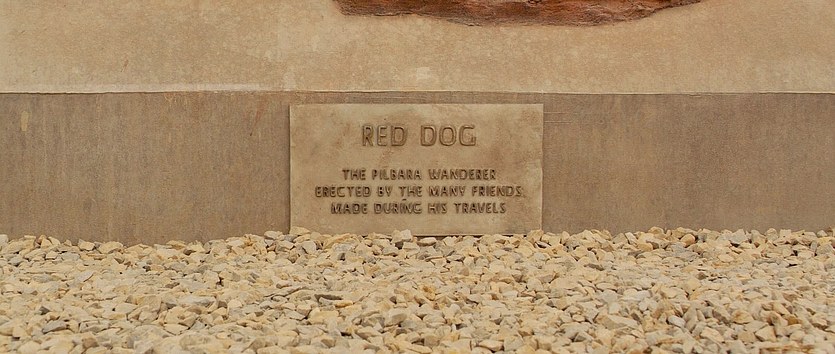 RED DOG
THE PILBARA WANDERER
ERECTED BY THE MANY FRIENDS
MADE DURING HIS TRAVELS